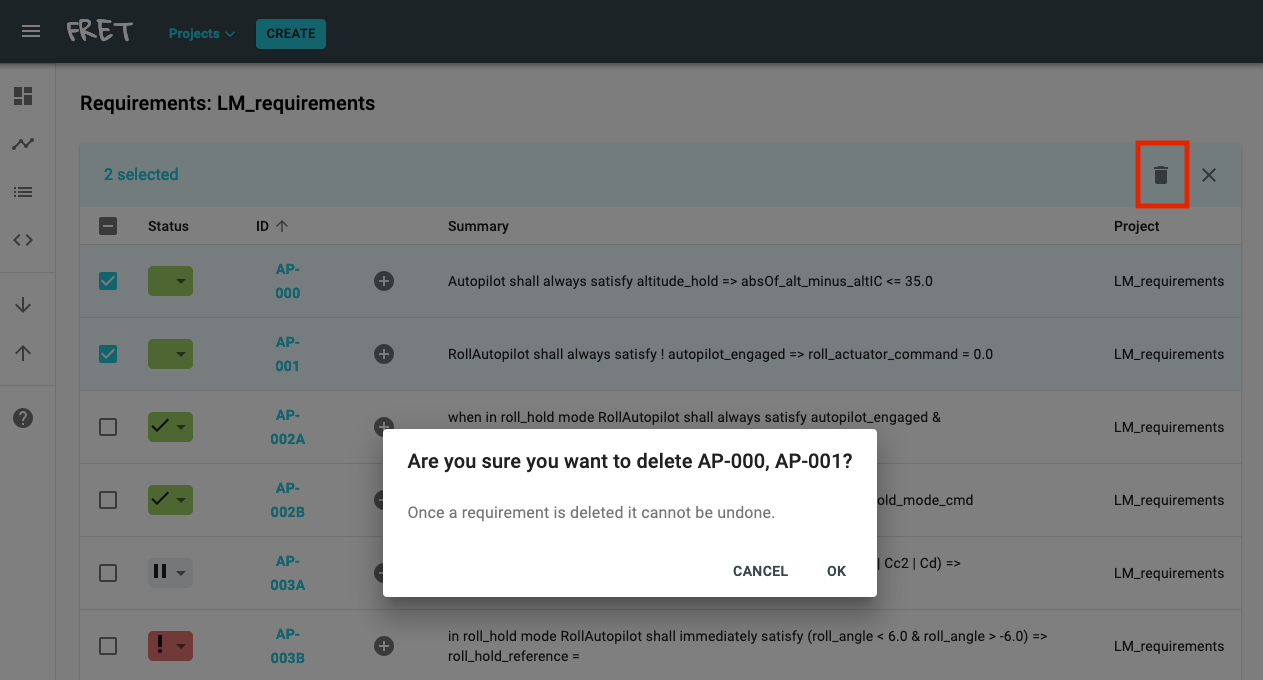 FRET
Projects
CREATE
Requirements: LM_requirements
2 selected
Status
ID
Summary
Project
AP-
000
Autopilot shall always satisfy altitude_hold => absOf_alt_minus_altIC <= 35.0
LM_requirements
AP-
001
RollAutopilot shall always satisfy ! autopilot_engaged => roll_actuator_command = 0.0
LM_requirements
AP-
002A
when in roll_hold mode RollAutopilot shall always satisfy autopilot_engaged &
LM_requirements
AP-
002B
old_mode_cmd
LM_requirements
AP-
003A
| Cc2 | Cd) =>
LM_requirements
AP-
003B
in roll_hold mode RollAutopilot shall immediately satisfy (roll_angle < 6.0 & roll_angle > -6.0) =>
roll_hold_reference =
LM_requirements
Are you sure you want to delete AP-000, AP-001?
Once a requirement is deleted it cannot be undone.
CANCEL
OK